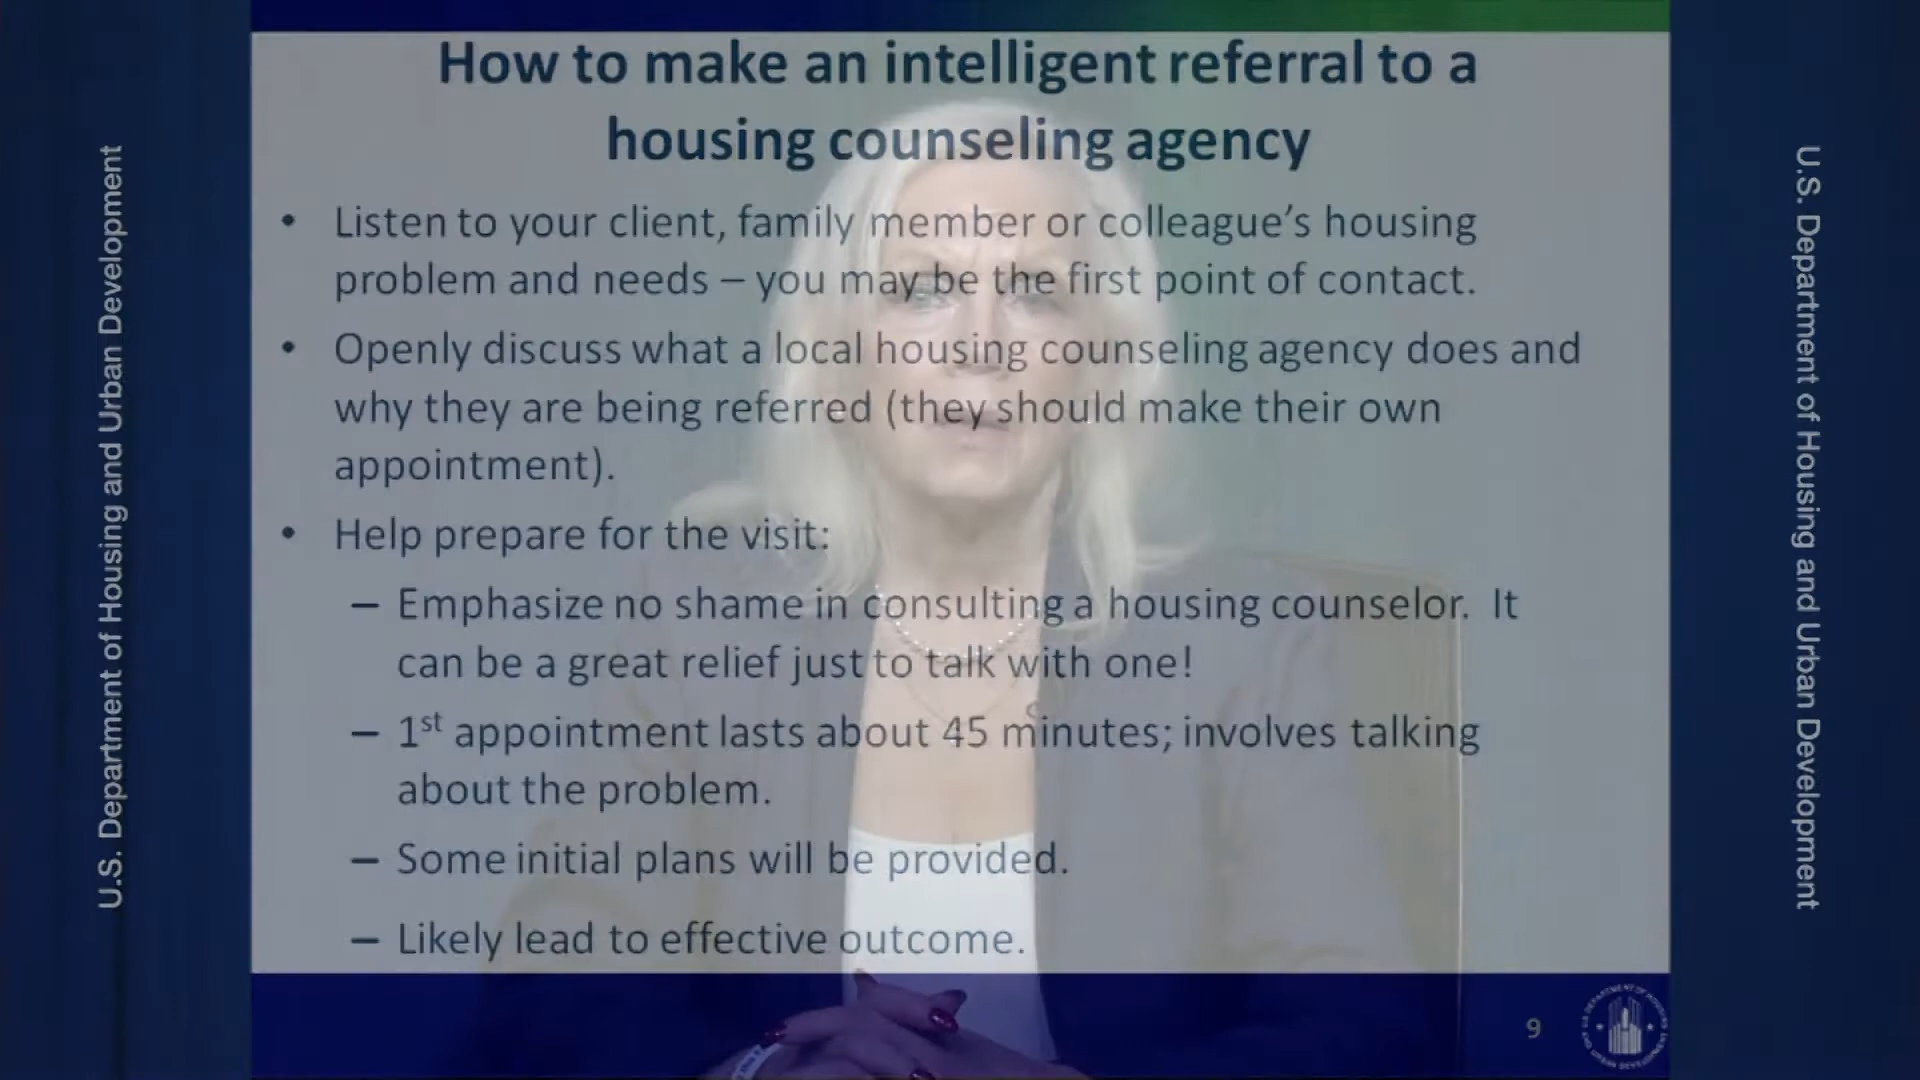 How to make an intelligent referral to a
housing counseling agency
• Listen to your client, family member or colleague's housing
problem and needs – you may be the first point of contact.
• Openly discuss what a local housing counseling agency does and
why they are being referred (they should make their own
appointment).
• Help prepare for the visit:
– Emphasize no shame in consulting a housing counselor. It
can be a great relief just to talk with one!
– 1st appointment lasts about 45 minutes; involves talking
about the problem.
– Some initial plans will be provided.
– Likely lead to effective outcome.
9
U.S. Department of Housing and Urban Development
U.S. Department of Housing and Urban Development